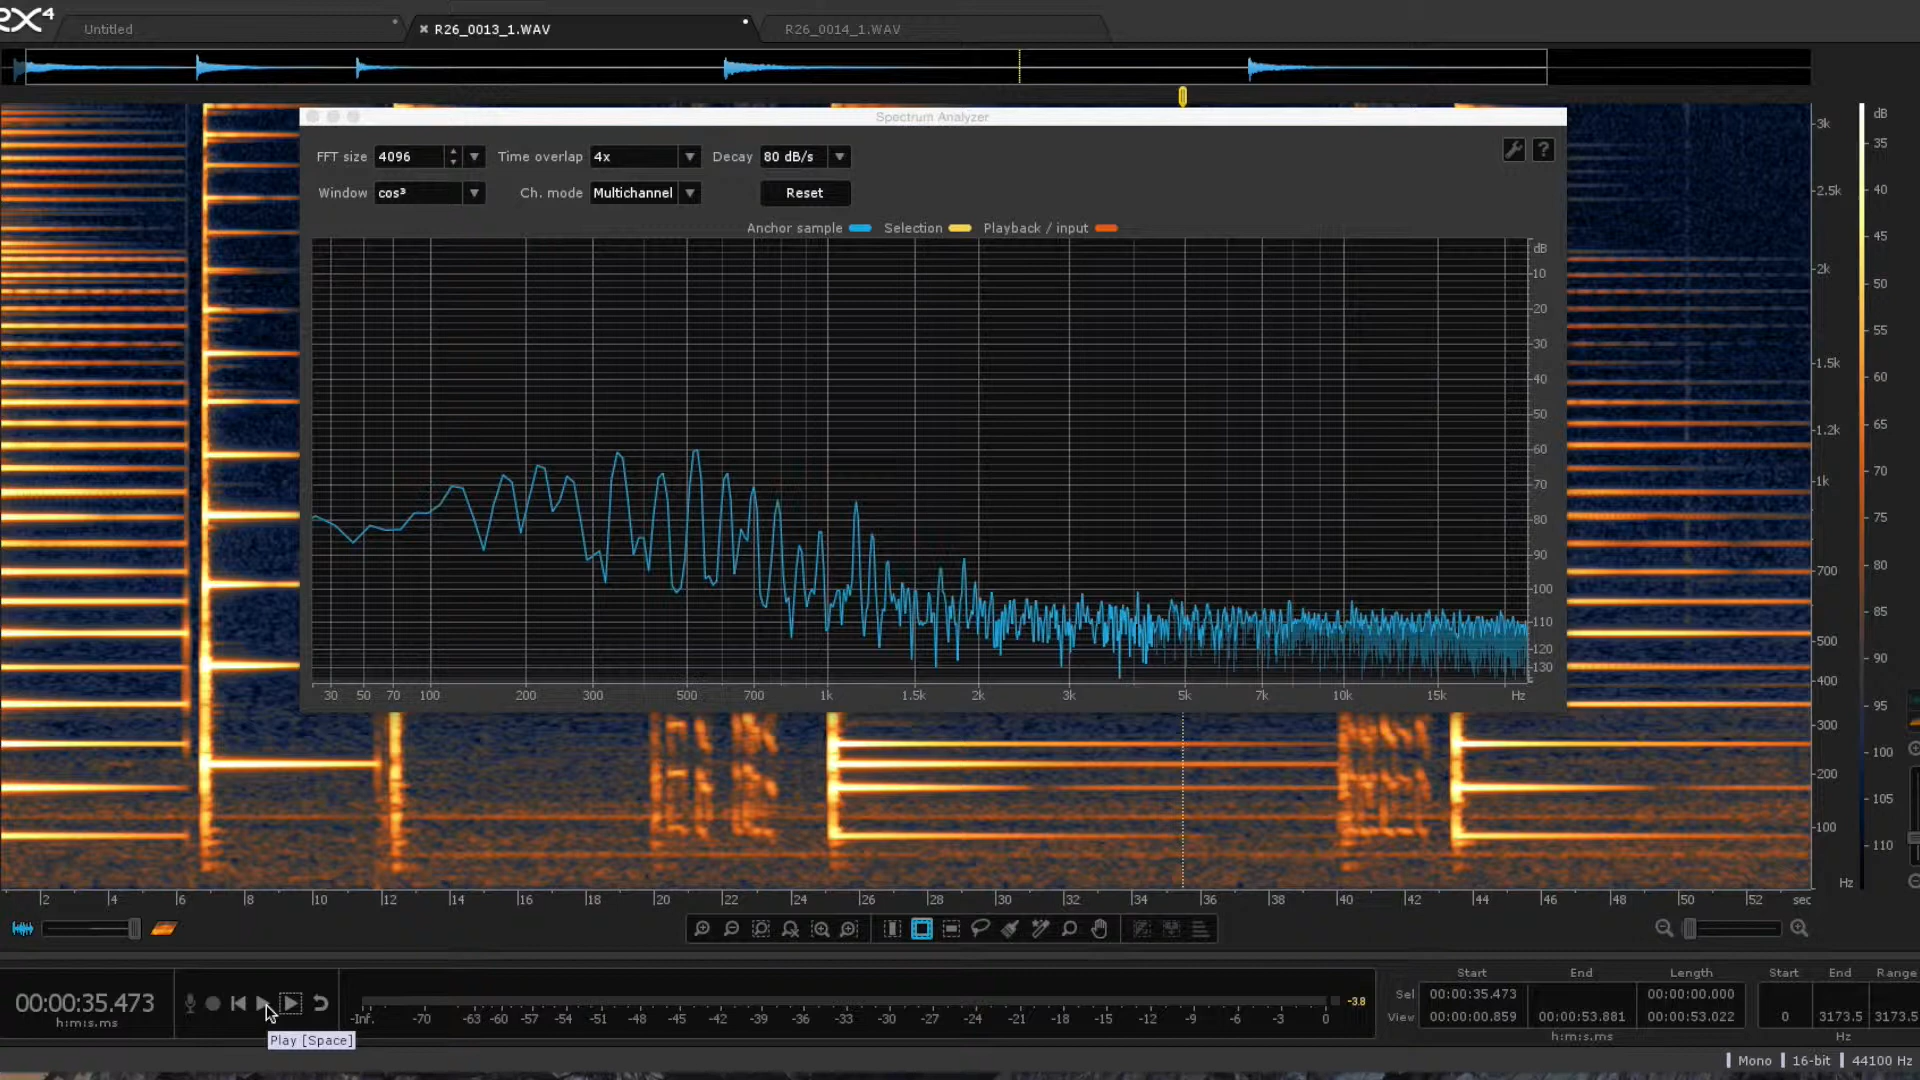 RX4
Untitled
R26_0013_1.WAV
R26_0014_1.WAV
Spectrum Analyzer
FFT size 4096 Time overlap 4x Decay 80 dB/s
Window cos³ Ch. mode Multichannel Reset
?
Anchor sample Selection Playback / input
dB
-10
-20
-30
-40
-50
-60
-70
-80
-90
-100
-110
-120
-130
30 50 70 100 200 300 500 700 1k 1.5k 2k 3k 5k 7k 10k 15k Hz
3k
2.5k
2k
1.5k
1.2k
1k
700
500
400
300
200
100
Hz
dB
35
40
45
50
55
60
65
70
75
80
85
90
95
100
105
110
2 4 6 8 10 12 14 16 18 20 22 24 26 28 30 32 34 36 38 40 42 44 46 48 50 52 sec
00:00:35.473
h:m:s.ms
Play [Space]
-Inf. -70 -63 -60 -57 -54 -51 -48 -45 -42 -39 -36 -33 -30 -27 -24 -21 -18 -15 -12 -9 -6 -3 0
-3.8
Start End Length Start End Range
Sel 00:00:35.473 00:00:00.000
View 00:00:00.859 00:00:53.881 00:00:53.022 0 3173.5 3173.5
h:m:s.ms Hz
Mono 16-bit 44100 Hz